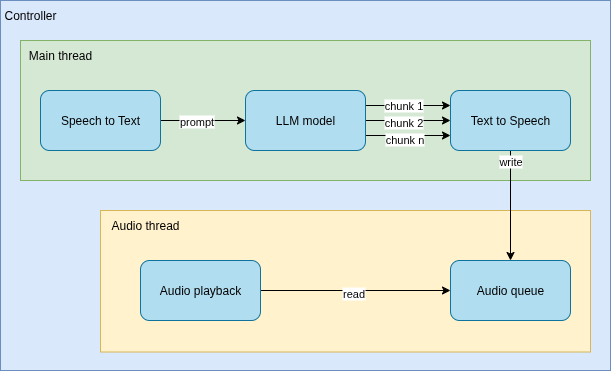 Controller
Main thread
Speech to Text
prompt
LLM model
chunk 1
chunk 2
chunk n
Text to Speech
write
Audio thread
Audio playback
read
Audio queue